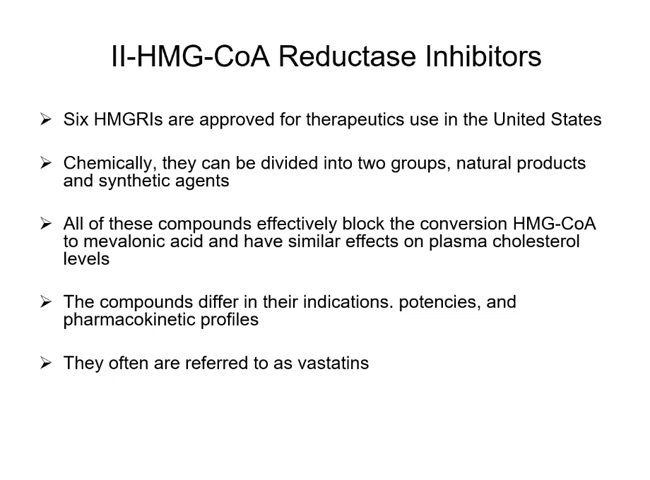 II-HMG-CoA Reductase Inhibitors
➢ Six HMGRIs are approved for therapeutics use in the United States
➢ Chemically, they can be divided into two groups, natural products
and synthetic agents
➢ All of these compounds effectively block the conversion HMG-CoA
to mevalonic acid and have similar effects on plasma cholesterol
levels
➢ The compounds differ in their indications. potencies, and
pharmacokinetic profiles
➢ They often are referred to as vastatins